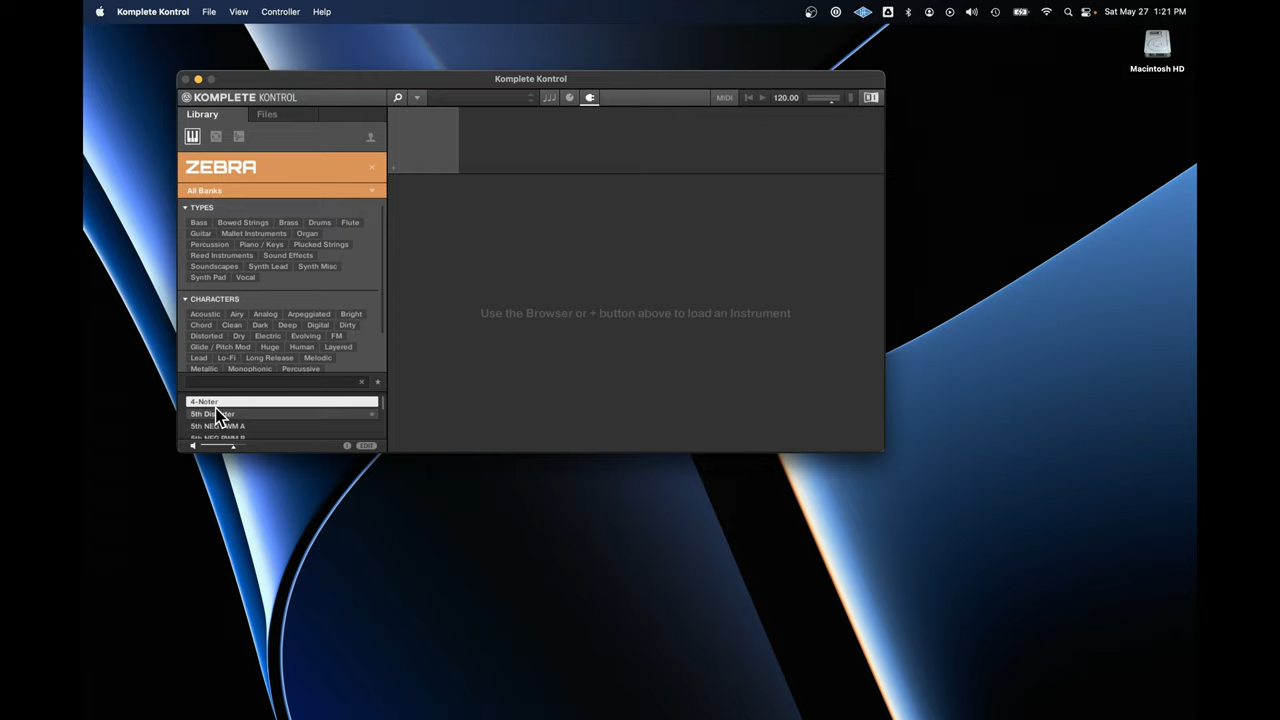 Komplete Kontrol File View Controller Help Sat May 27 1:21 PM
Macintosh HD
Komplete Kontrol
KOMPLETE KONTROL MIDI 120.00
Library Files
ZEBRA
All Banks
TYPES
Bass Bowed Strings Brass Drums Flute
Guitar Mallet Instruments Organ
Percussion Piano / Keys Plucked Strings
Reed Instruments Sound Effects
Soundscapes Synth Lead Synth Misc
Synth Pad Vocal
CHARACTERS
Acoustic Airy Analog Arpeggiated Bright
Chord Clean Dark Deep Digital Dirty
Distorted Dry Electric Evolving FM
Glide / Pitch Mod Huge Human Layered
Lead Lo-Fi Long Release Melodic
Metallic Monophonic Percussive
Use the Browser or + button above to load an Instrument
4-Noter
5th
5th NEG PWM A
5th NEG PWM B
EDIT